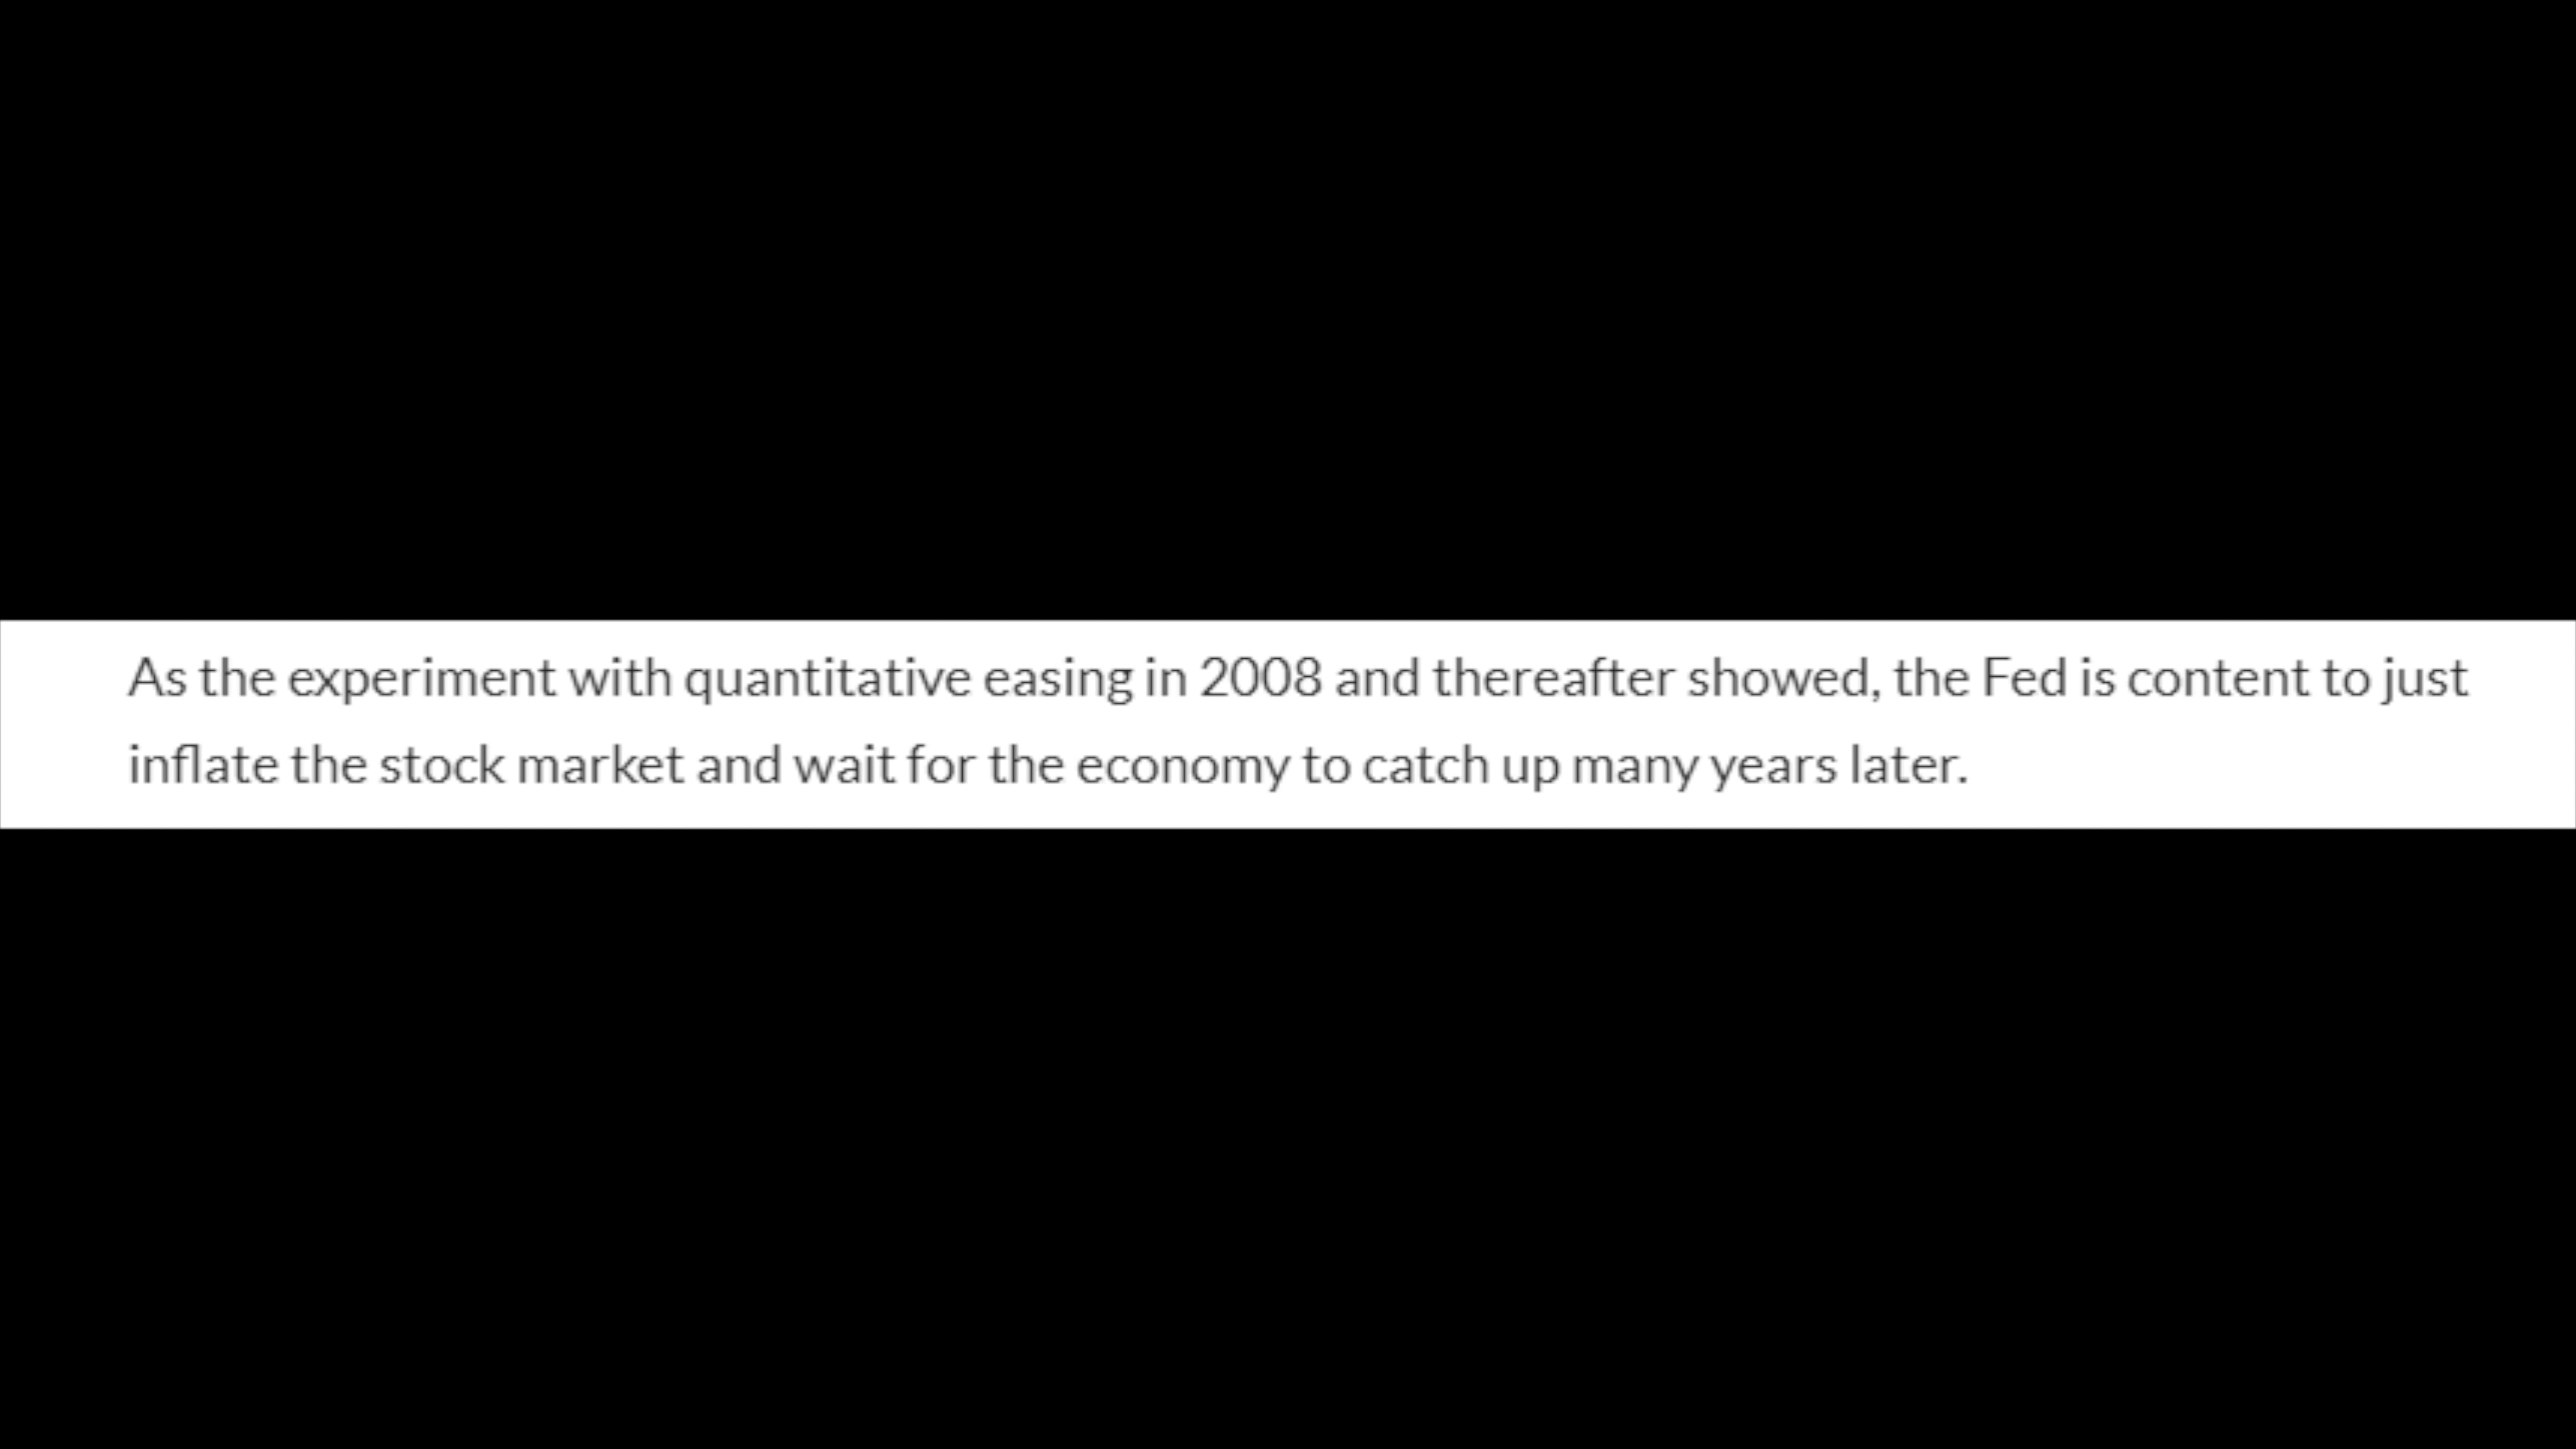 As the experiment with quantitative easing in 2008 and thereafter showed, the Fed is content to just
inflate the stock market and wait for the economy to catch up many years later.